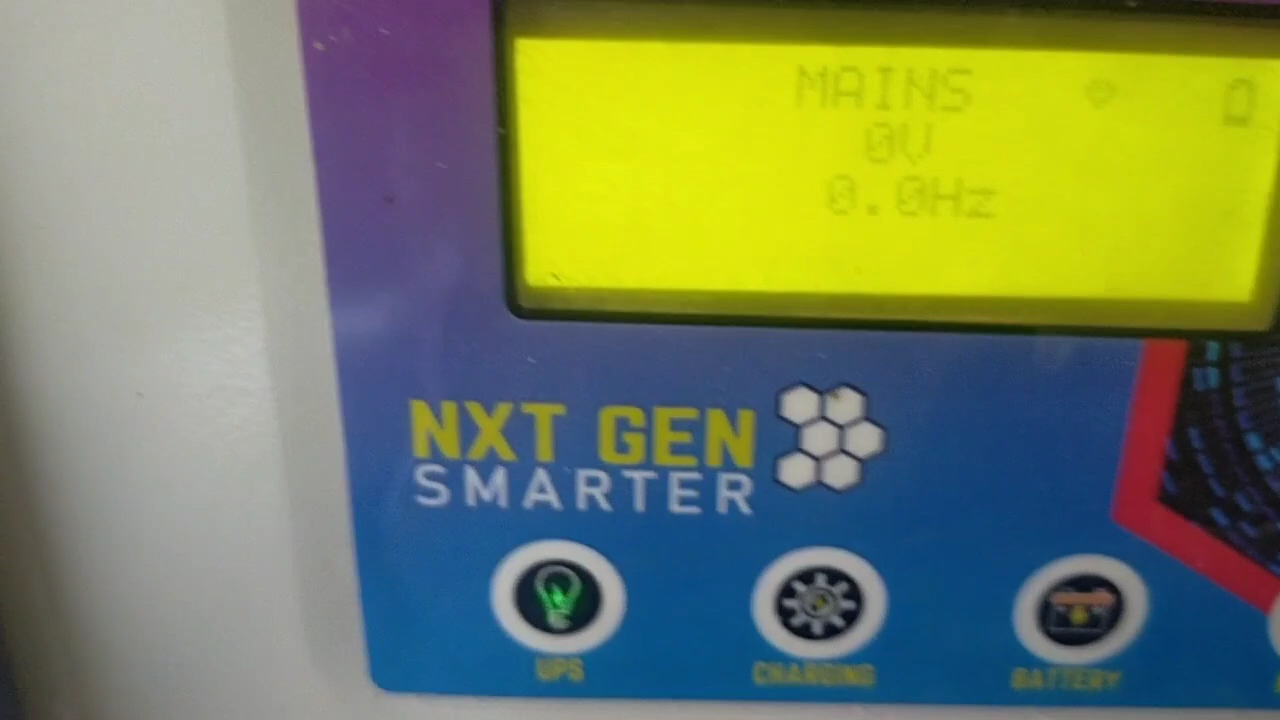 MAINS
0V
0.0Hz
NXT GEN
SMARTER
UPS
CHARGING
BATTERY